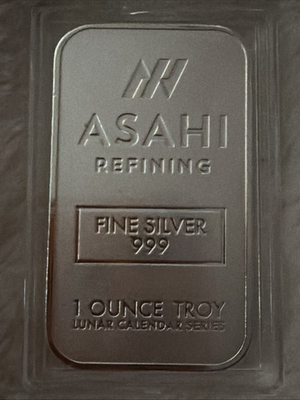 ASAHI
REFINING
FINE SILVER
999
1 OUNCE TROY
LUNAR CALENDAR SERIES